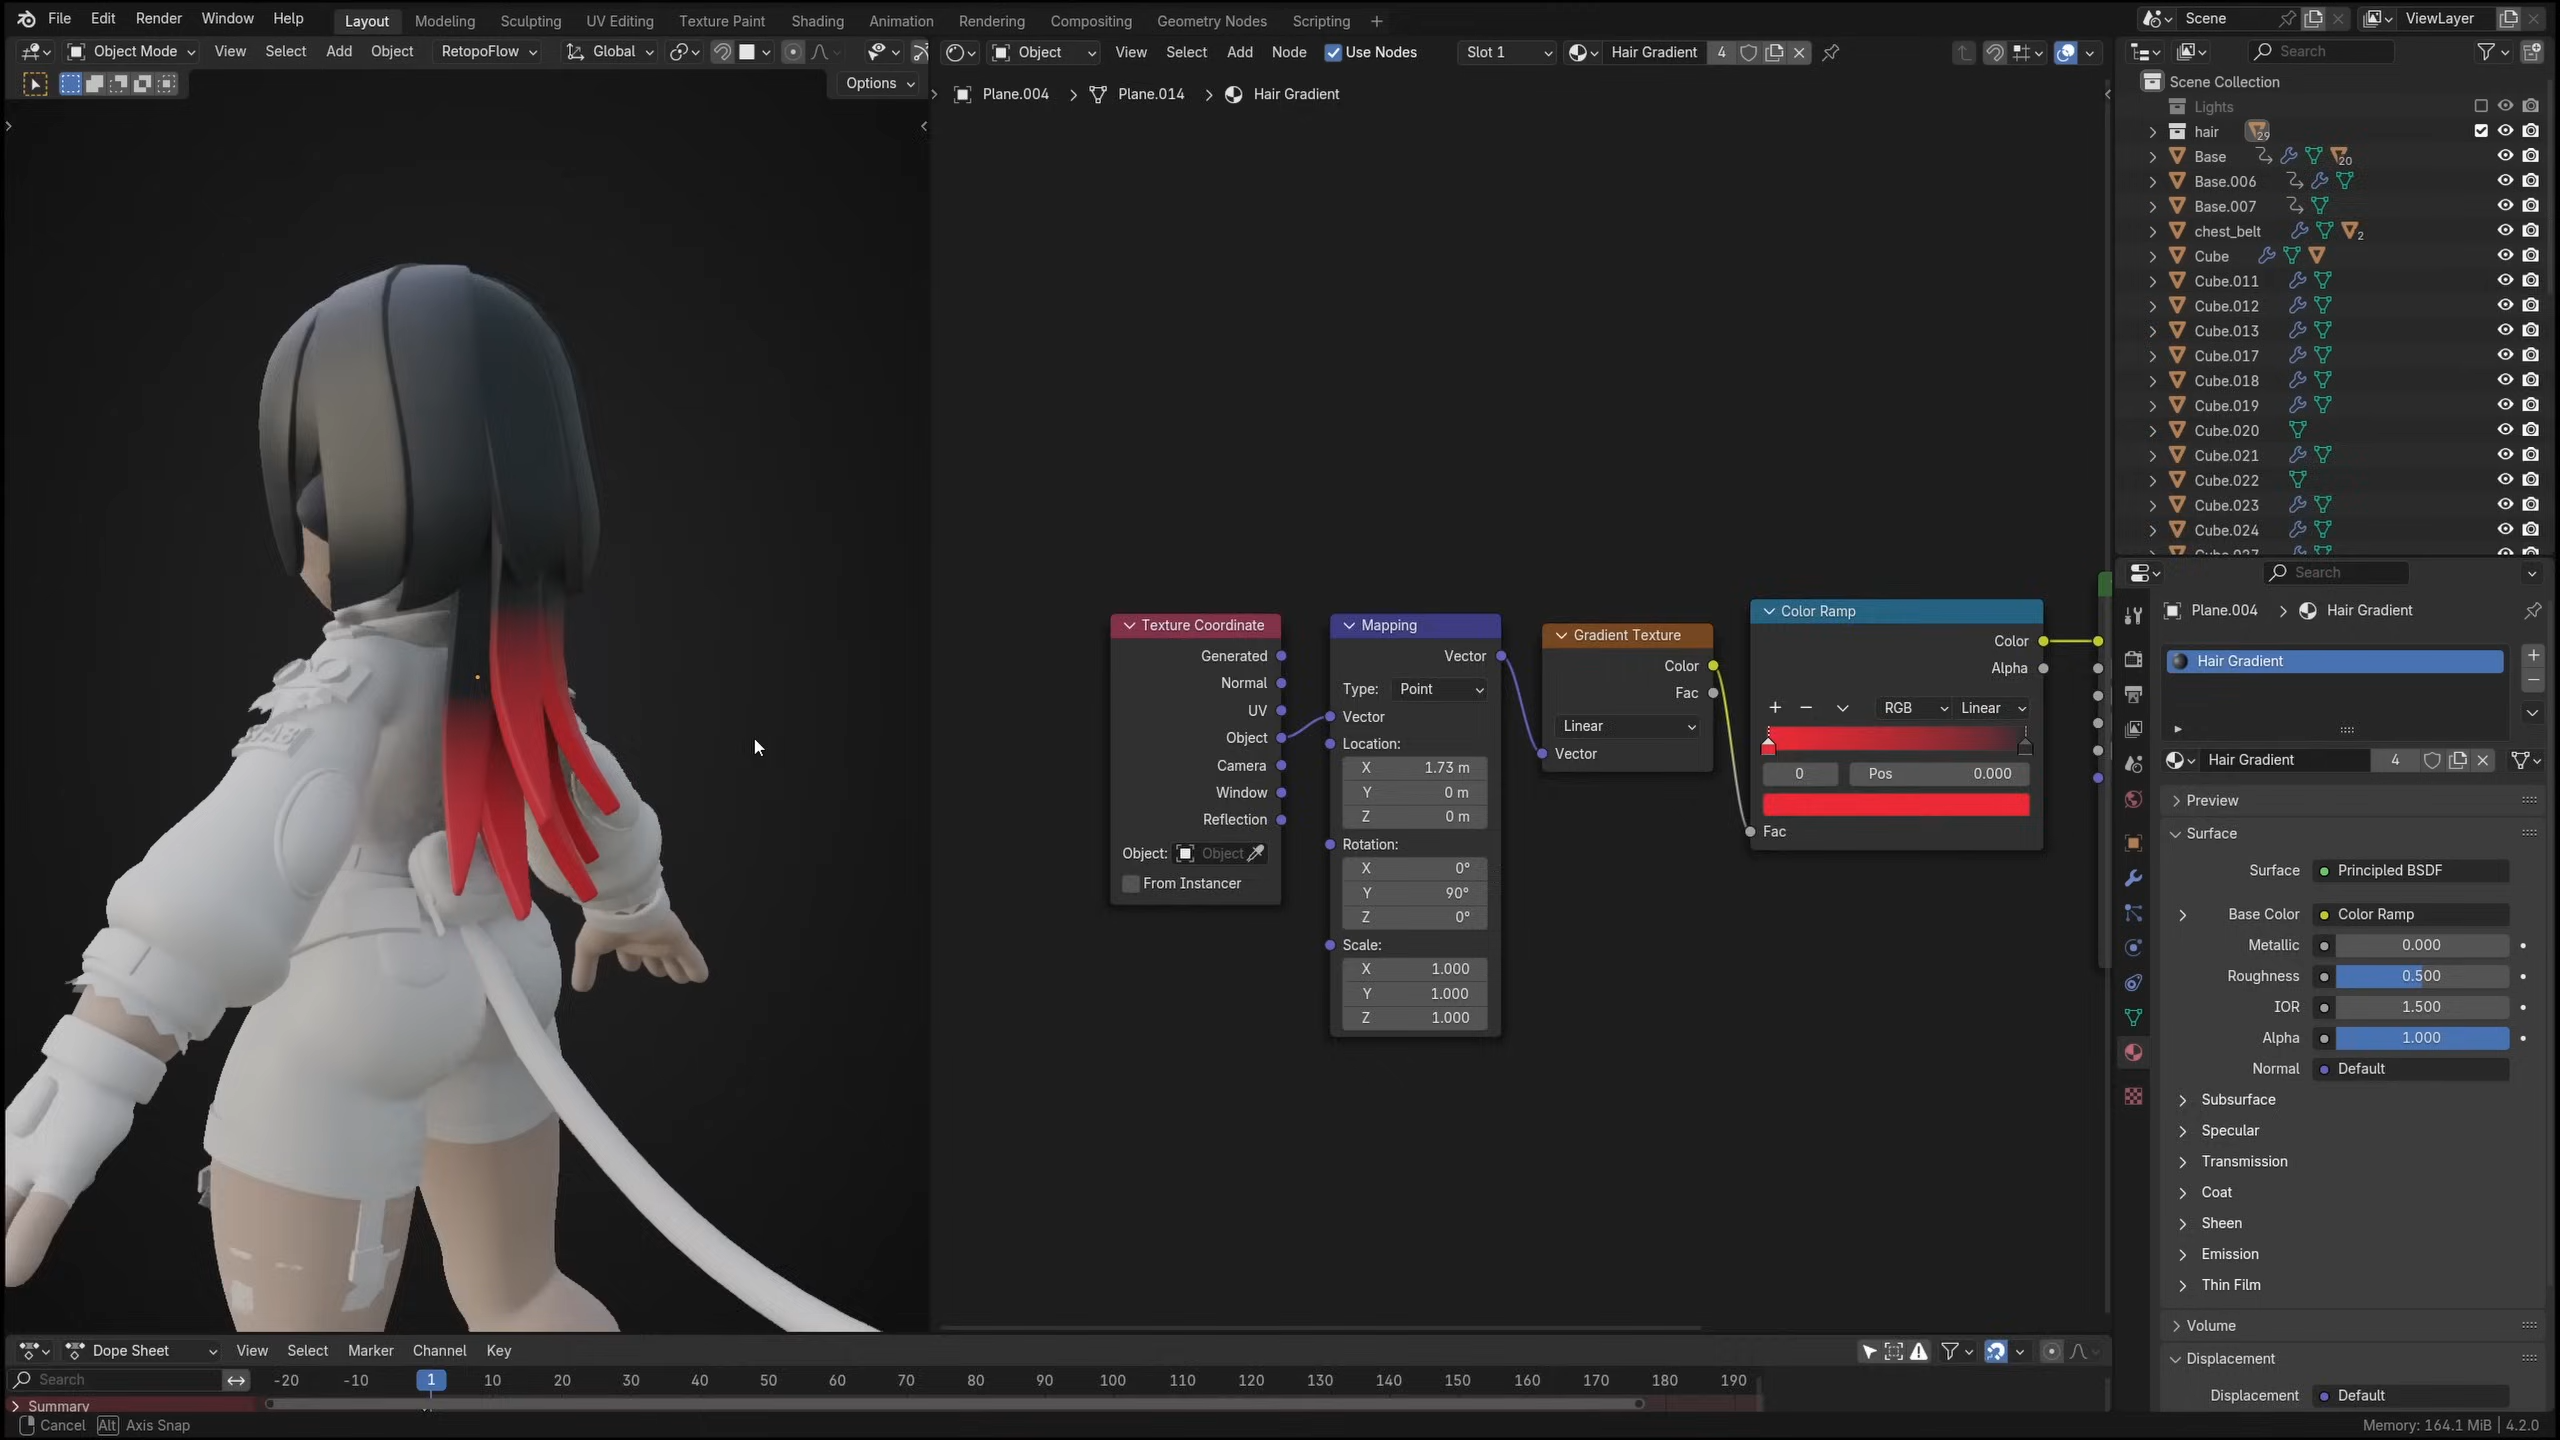 File Edit Render Window Help Layout Modeling Sculpting UV Editing Texture Paint Shading Animation Rendering Compositing Geometry Nodes Scripting + Scene ViewLayer
Object Mode View Select Add Object RetopoFlow Global Object View Select Add Node Use Nodes Slot 1 Hair Gradient 4 Search
Options
Plane.004 > Plane.014 > Hair Gradient
Scene Collection
Lights
hair 29
Base 20
Base.006
Base.007
chest_belt 2
Cube
Cube.011
Cube.012
Cube.013
Cube.017
Cube.018
Cube.019
Cube.020
Cube.021
Cube.022
Cube.023
Cube.024
Cube.027
Texture Coordinate
Generated
Normal
UV
Object
Camera
Window
Reflection
Object: Object
From Instancer
Mapping
Vector
Type: Point
Vector
Location:
X 1.73 m
Y 0 m
Z 0 m
Rotation:
X 0°
Y 90°
Z 0°
Scale:
X 1.000
Y 1.000
Z 1.000
Gradient Texture
Color
Fac
Linear
Vector
Color Ramp
Color
Alpha
+ − RGB Linear
0 Pos 0.000
Fac
Search
Plane.004 > Hair Gradient
Hair Gradient
Hair Gradient 4
Preview
Surface
Surface Principled BSDF
Base Color Color Ramp
Metallic 0.000
Roughness 0.500
IOR 1.500
Alpha 1.000
Normal Default
Subsurface
Specular
Transmission
Coat
Sheen
Emission
Thin Film
Volume
Displacement
Displacement Default
Dope Sheet View Select Marker Channel Key
Search -20 -10 1 10 20 30 40 50 60 70 80 90 100 110 120 130 140 150 160 170 180 190
Summary
Cancel Alt Axis Snap Memory: 164.1 MiB | 4.2.0